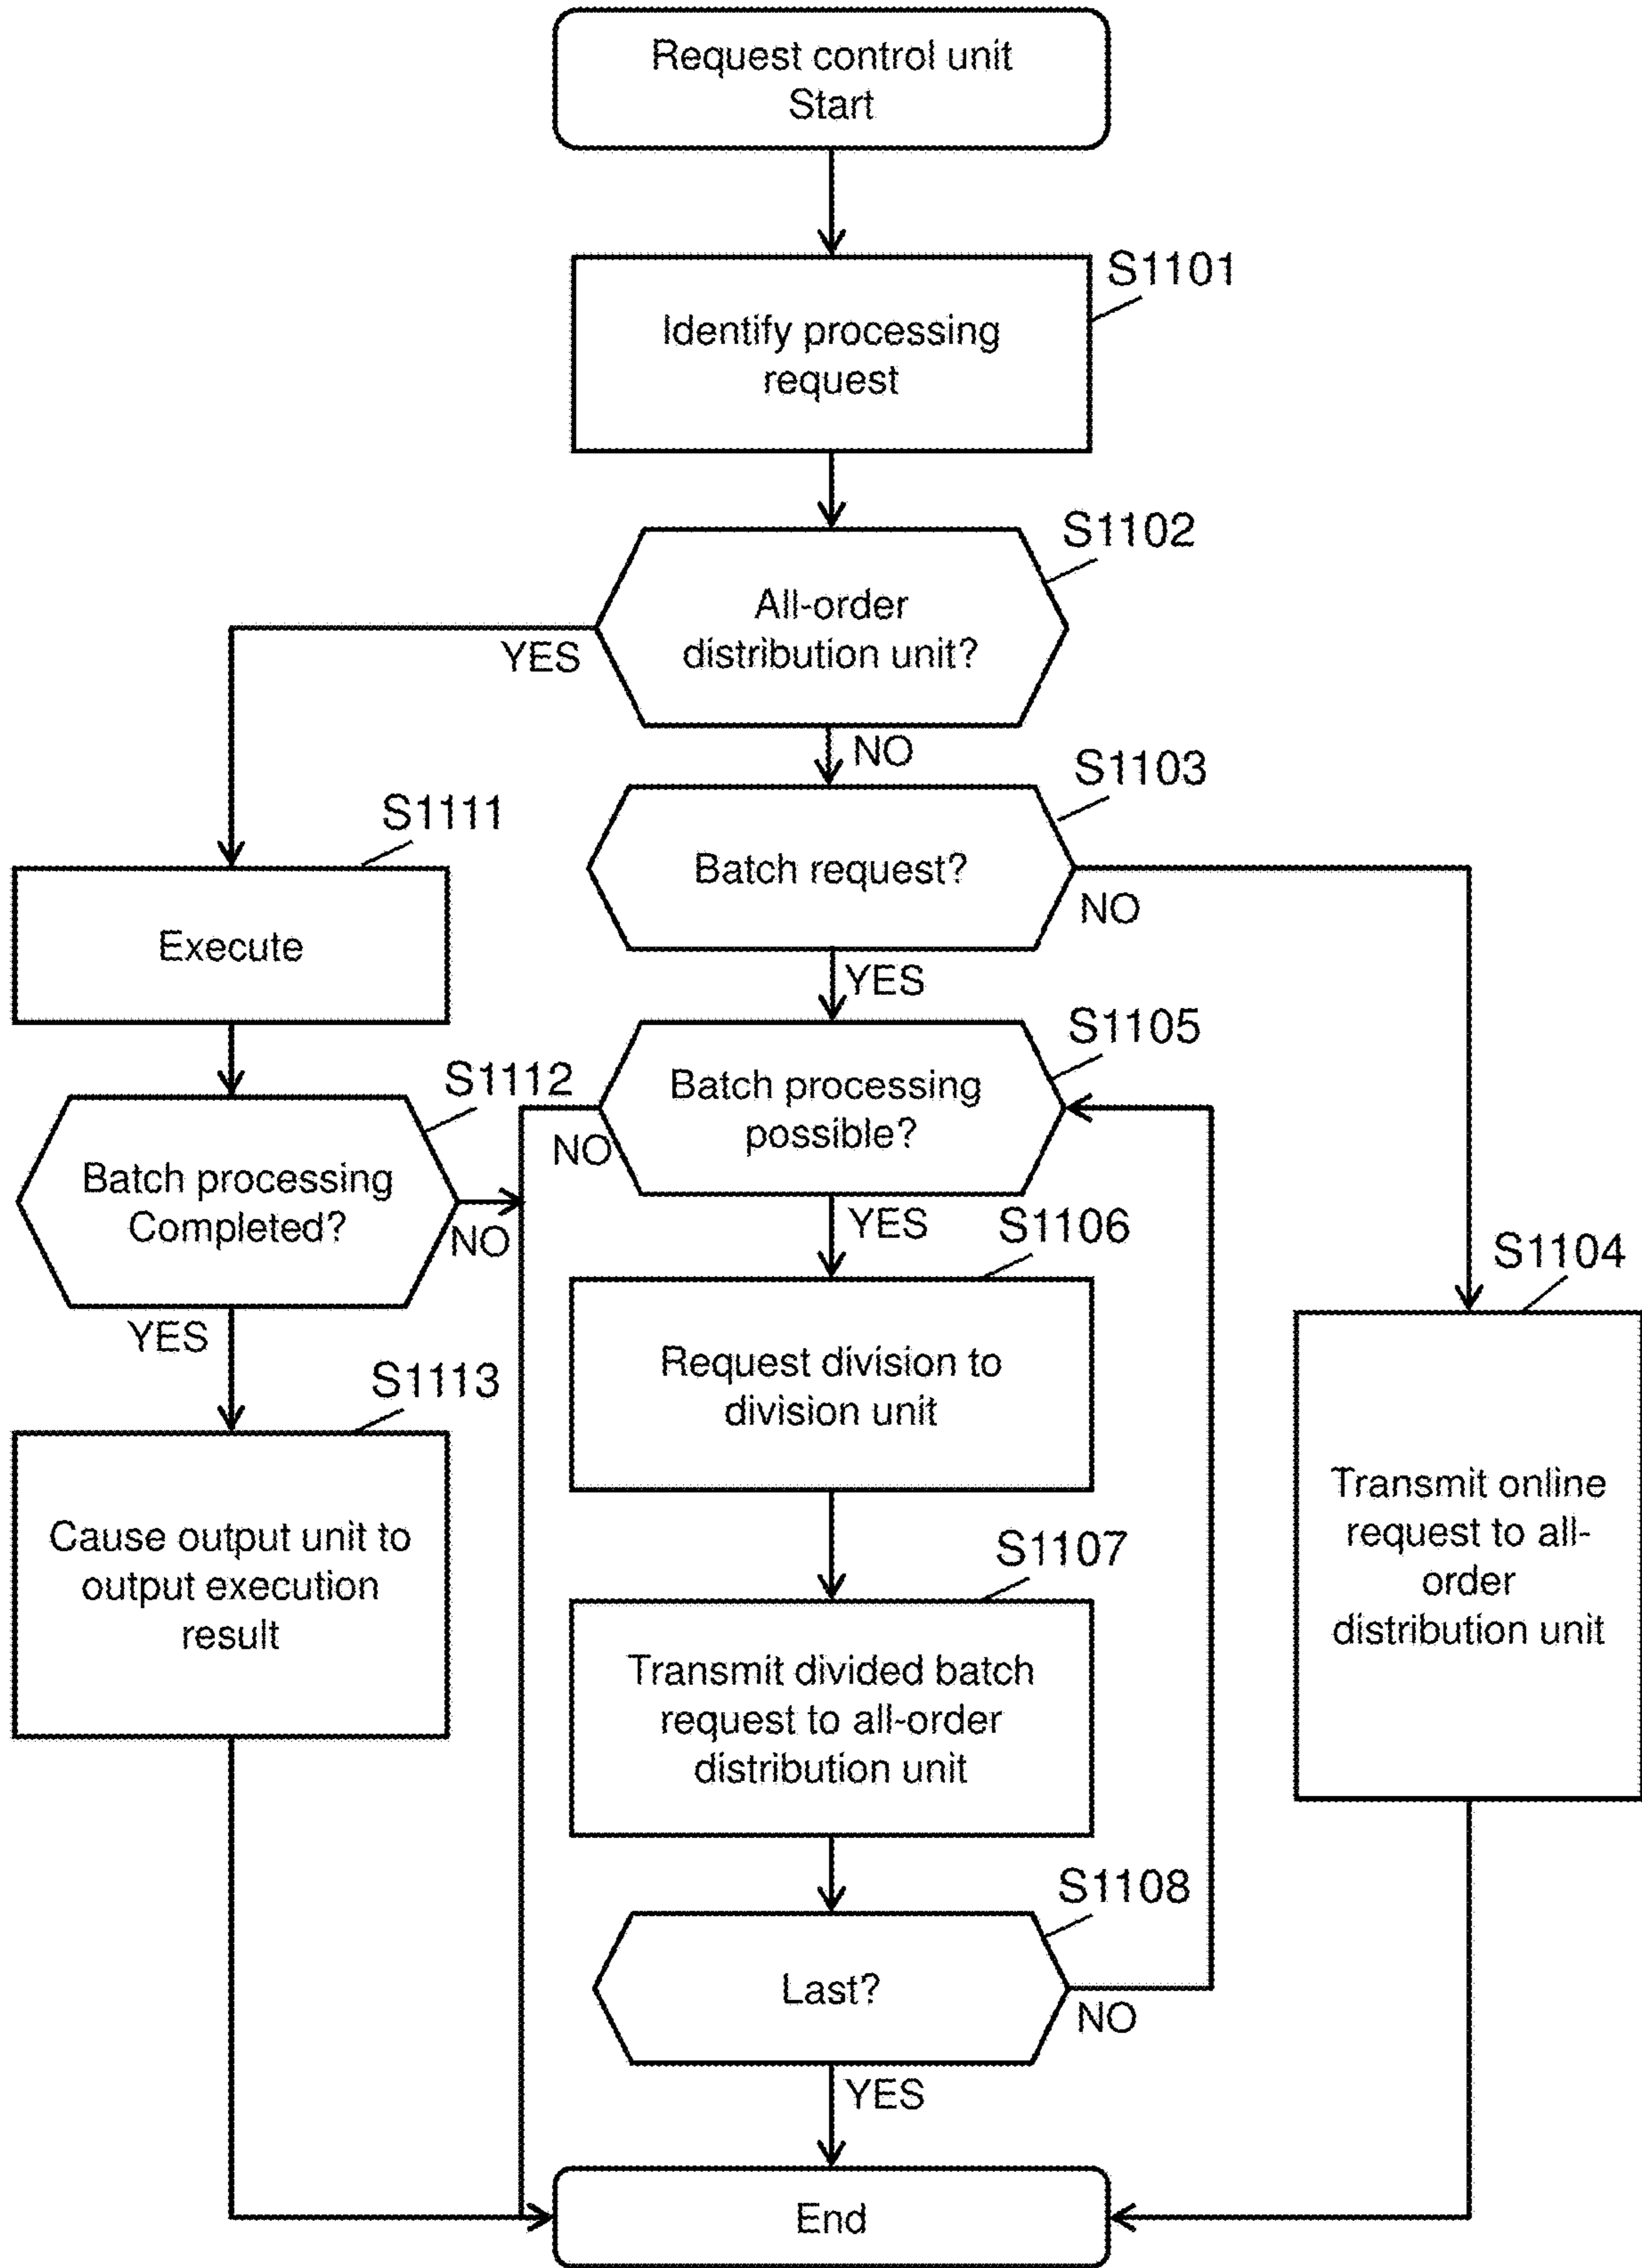 Request control unit
Start
S1101
Identify processing
request
S1102
All-order
distribution unit?
YES
NO
S1103
Batch request?
NO
YES
S1111
Execute
S1105
Batch processing
possible?
NO
YES
S1112
Batch processing
Completed?
NO
YES
S1106
Request division to
division unit
S1104
Transmit online
request to all-
order
distribution unit
S1113
Cause output unit to
output execution
result
S1107
Transmit divided batch
request to all-order
distribution unit
S1108
Last?
NO
YES
End